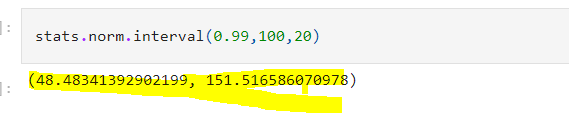 ]:
stats.norm.interval(0.99,100,20)
]:
(48.48341392902199, 151.516586070978)